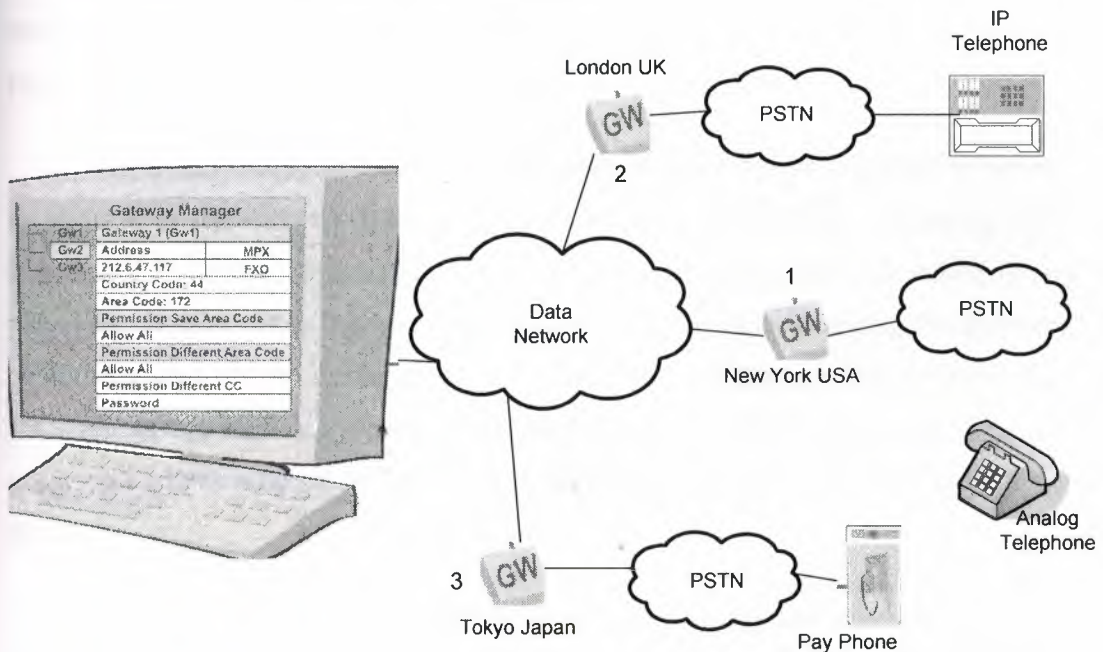 IP
Telephone
London UK
GW
2
PSTN
Gateway Manager
Gw1
Gateway 1 (Gw1)
Gw2
Address
MPX
Gw3
212.6.47.117
FXO
Country Code: 44
Area Code: 172
Permission Save Area Code
Allow All
Permission Different Area Code
Allow All
Permission Different CC
Password
Data
Network
1
GW
New York USA
PSTN
Analog
Telephone
3
GW
Tokyo Japan
PSTN
Pay Phone